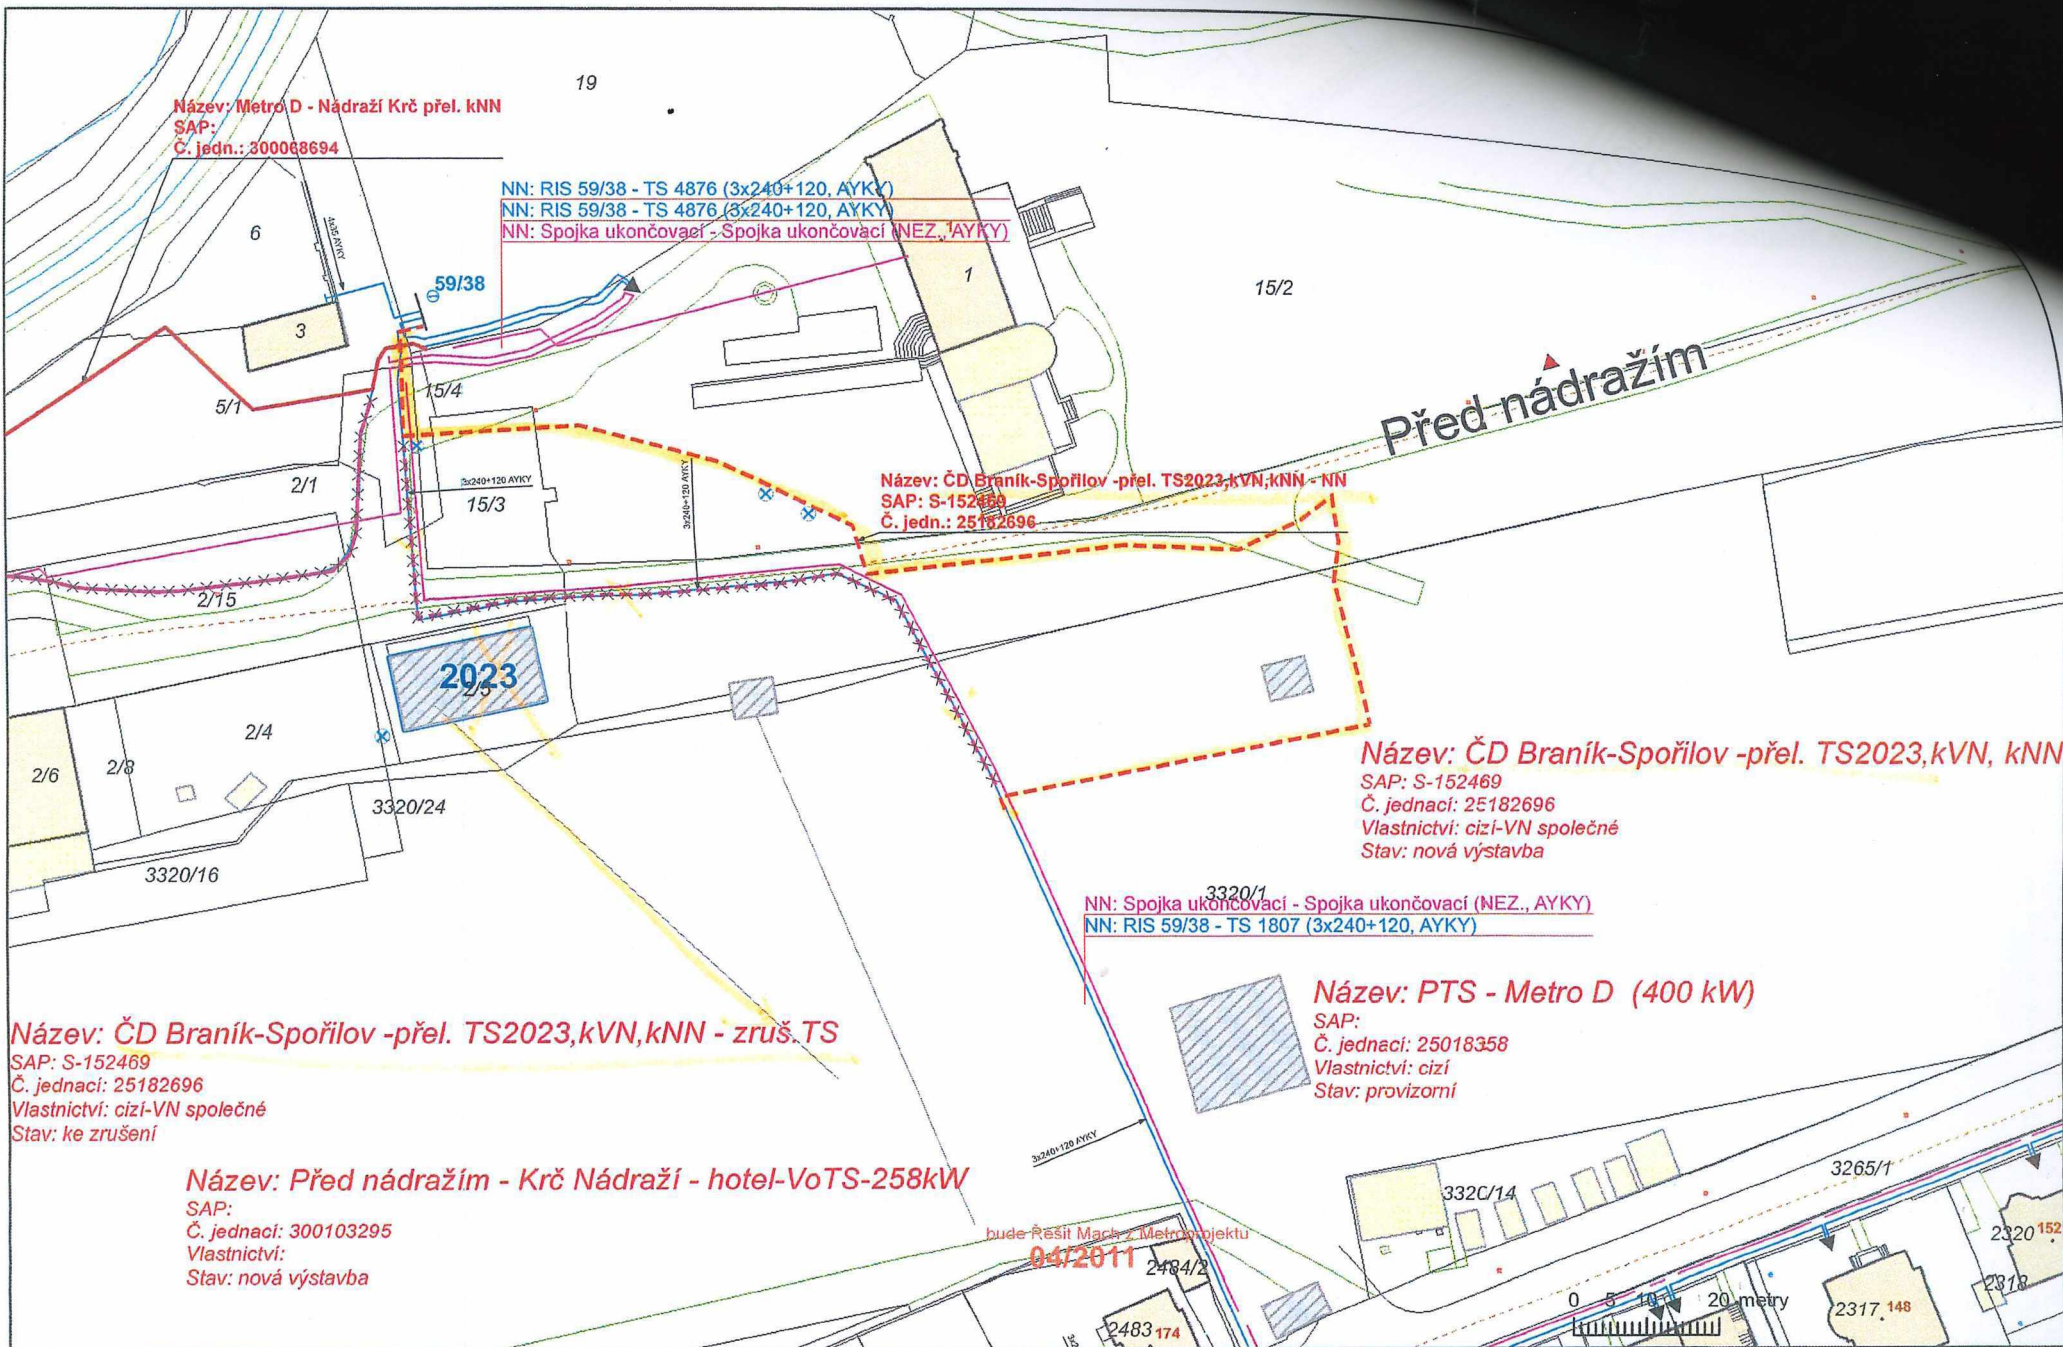 19
Název: Metro D - Nádraží Krč přel. kNN
SAP:
Č. jedn.: 300068694
NN: RIS 59/38 - TS 4876 (3x240+120, AYKY)
NN: RIS 59/38 - TS 4876 (3x240+120, AYKY)
NN: Spojka ukončovací - Spojka ukončovací (NEZ., AYKY)
1
6
4x35 AYKY
59/38
1
15/2
3
Před nádražím
5/1
15/4
2/1
3x240+120 AYKY
15/3
3x240+120 AYKY
Název: ČD Braník-Spořilov -přel. TS2023,kVN,kNN - NN
SAP: S-152469
Č. jedn.: 25182696
2/15
2023
2/5
2/4
2/6
2/8
3320/24
3320/16
Název: ČD Braník-Spořilov -přel. TS2023,kVN, kNN
SAP: S-152469
Č. jednací: 25182696
Vlastnictví: cizí-VN společné
Stav: nová výstavba
3320/1
NN: Spojka ukončovací - Spojka ukončovací (NEZ., AYKY)
NN: RIS 59/38 - TS 1807 (3x240+120, AYKY)
Název: PTS - Metro D (400 kW)
SAP:
Č. jednací: 25018358
Vlastnictví: cizí
Stav: provizorní
Název: ČD Braník-Spořilov -přel. TS2023,kVN,kNN - zruš.TS
SAP: S-152469
Č. jednací: 25182696
Vlastnictví: cizí-VN společné
Stav: ke zrušení
3x240+120 AYKY
Název: Před nádražím - Krč Nádraží - hotel-VoTS-258kW
SAP:
Č. jednací: 300103295
Vlastnictví:
Stav: nová výstavba
bude Řešit Mach z Metroprojektu
04/2011
2484/2
3320/14
3265/1
2320 152
2318
2317 148
2483 174
0 5 10 20 metry